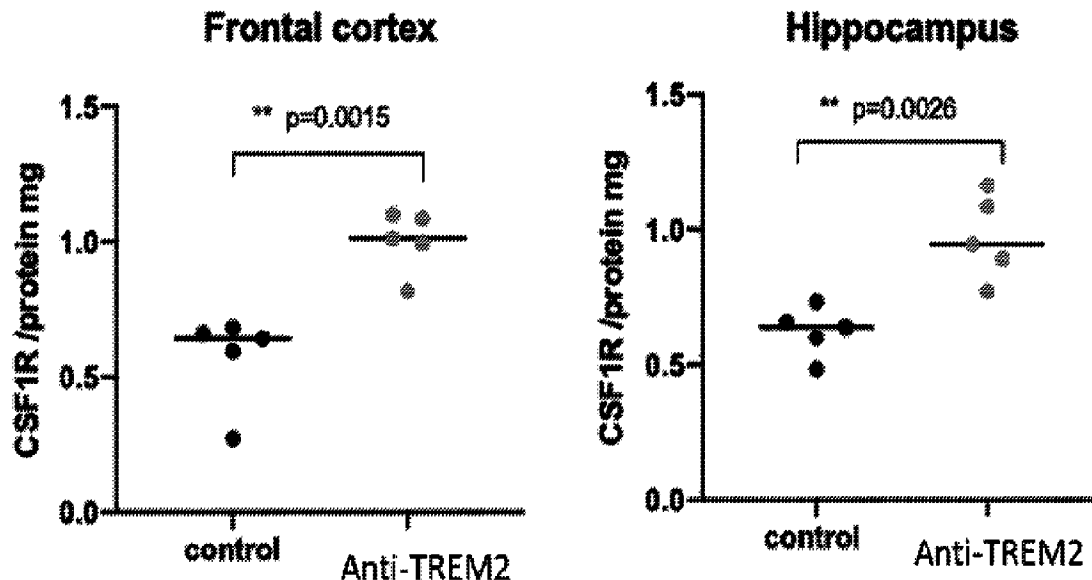 Frontal cortex
1.5
** p=0.0015
1.0
0.5
0.0
CSF1R /protein mg
control
Anti-TREM2
Hippocampus
1.5
** p=0.0026
1.0
0.5
0.0
CSF1R /protein mg
control
Anti-TREM2